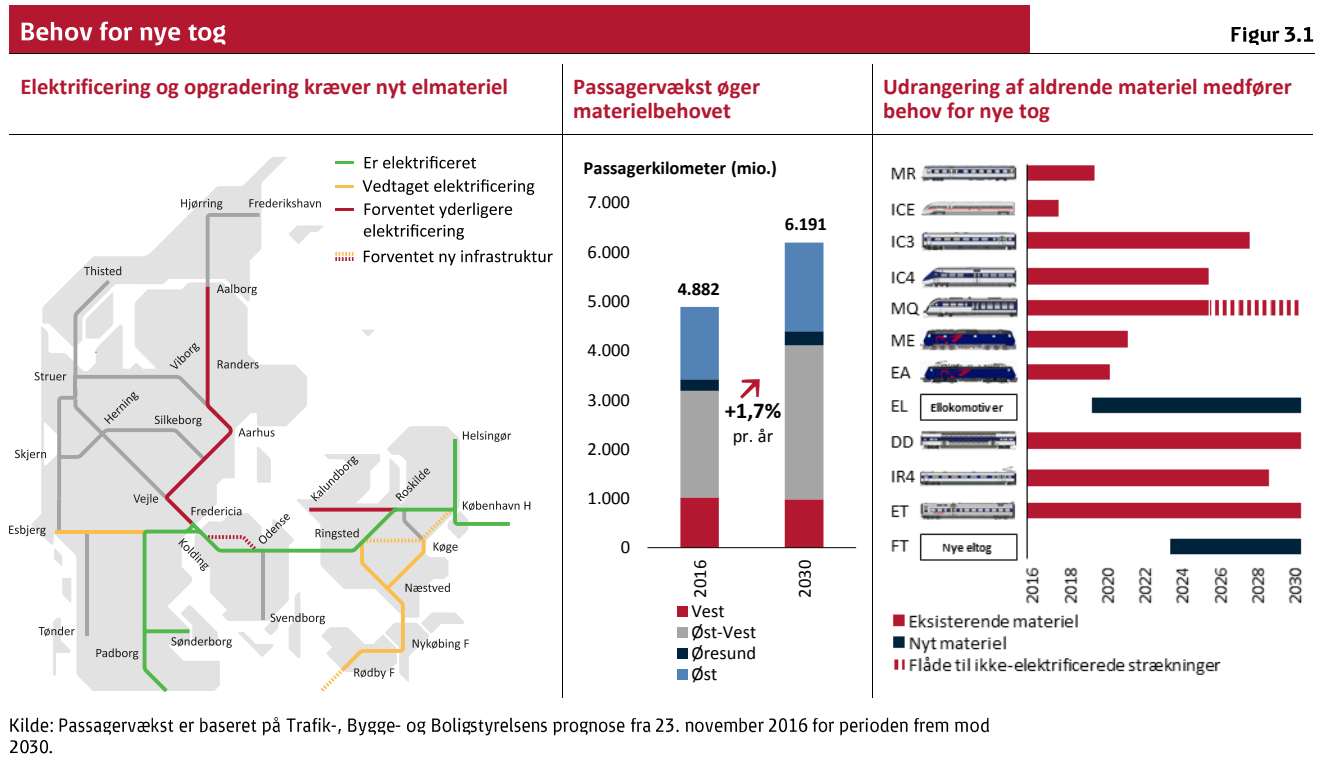 Behov for nye tog
Figur 3.1
Elektrificering og opgradering kræver nyt elmateriel
Er elektrificeret
Vedtaget elektrificering
Forventet yderligere
elektrificering
Forventet ny infrastruktur
Hjørring
Frederikshavn
Thisted
Aalborg
Viborg
Randers
Struer
Herning
Silkeborg
Aarhus
Skjern
Helsingør
Kalundborg
Roskilde
Vejle
København H
Fredericia
Esbjerg
Odense
Ringsted
Kolding
Køge
Næstved
Svendborg
Tønder
Sønderborg
Nykøbing F
Padborg
Rødby F
Passagervækst øger
materielbehovet
Passagerkilometer (mio.)
7.000
6.000
5.000
4.000
3.000
2.000
1.000
0
4.882
6.191
+1,7%
pr. år
2016
2030
Vest
Øst-Vest
Øresund
Øst
Udrangering af aldrende materiel medfører
behov for nye tog
MR
ICE
IC3
IC4
MQ
ME
EA
EL Ellokomotiver
DD
IR4
ET
FT Nye eltog
2016
2018
2020
2022
2024
2026
2028
2030
Eksisterende materiel
Nyt materiel
Flåde til ikke-elektrificerede strækninger
Kilde: Passagervækst er baseret på Trafik-, Bygge- og Boligstyrelsens prognose fra 23. november 2016 for perioden frem mod
2030.